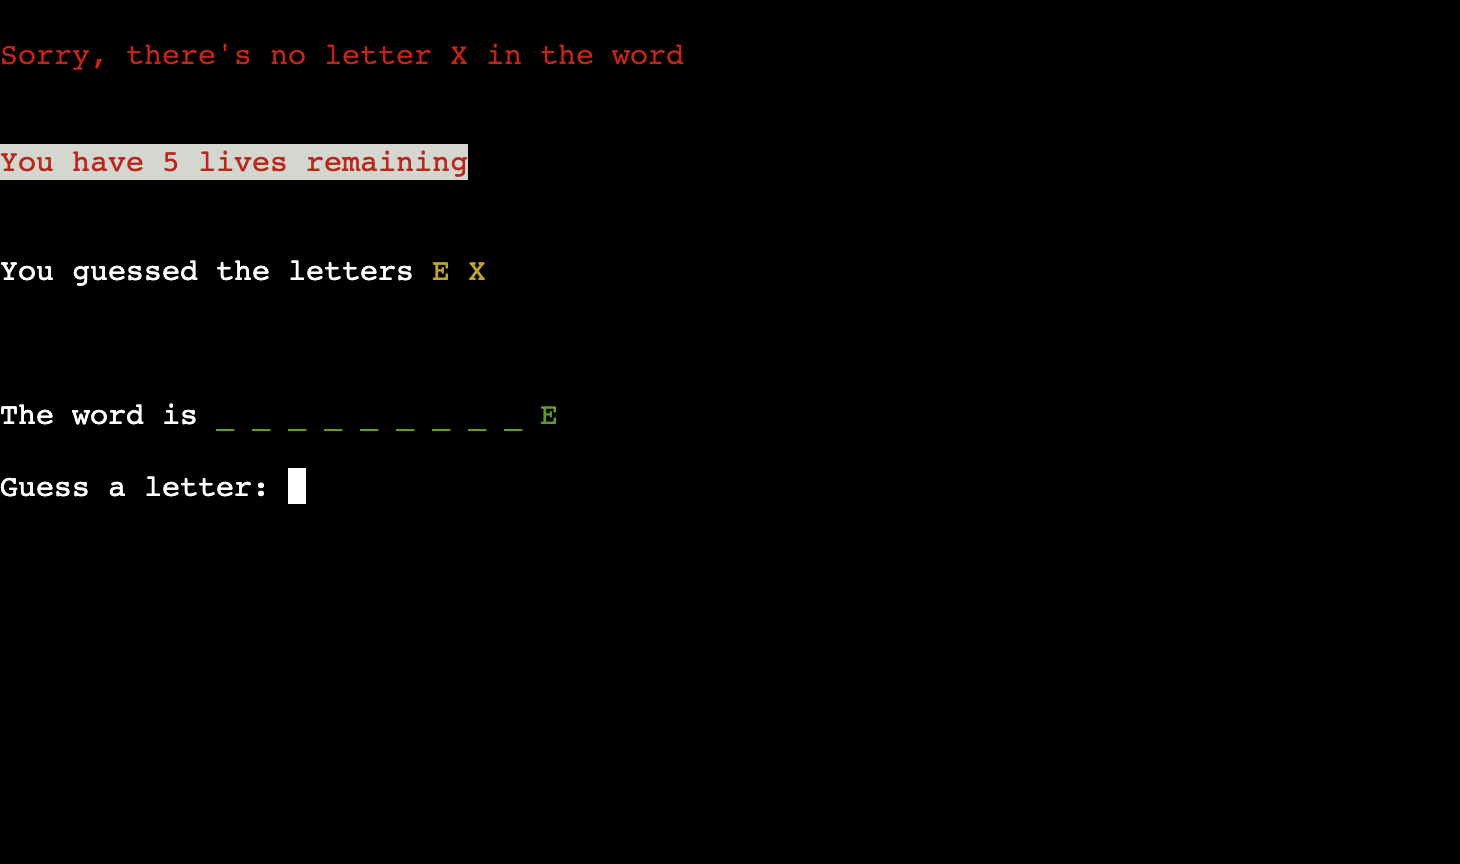 Sorry, there's no letter X in the word
You have 5 lives remaining
You guessed the letters E X
The word is _ _ _ _ _ _ _ _ _ E
Guess a letter: